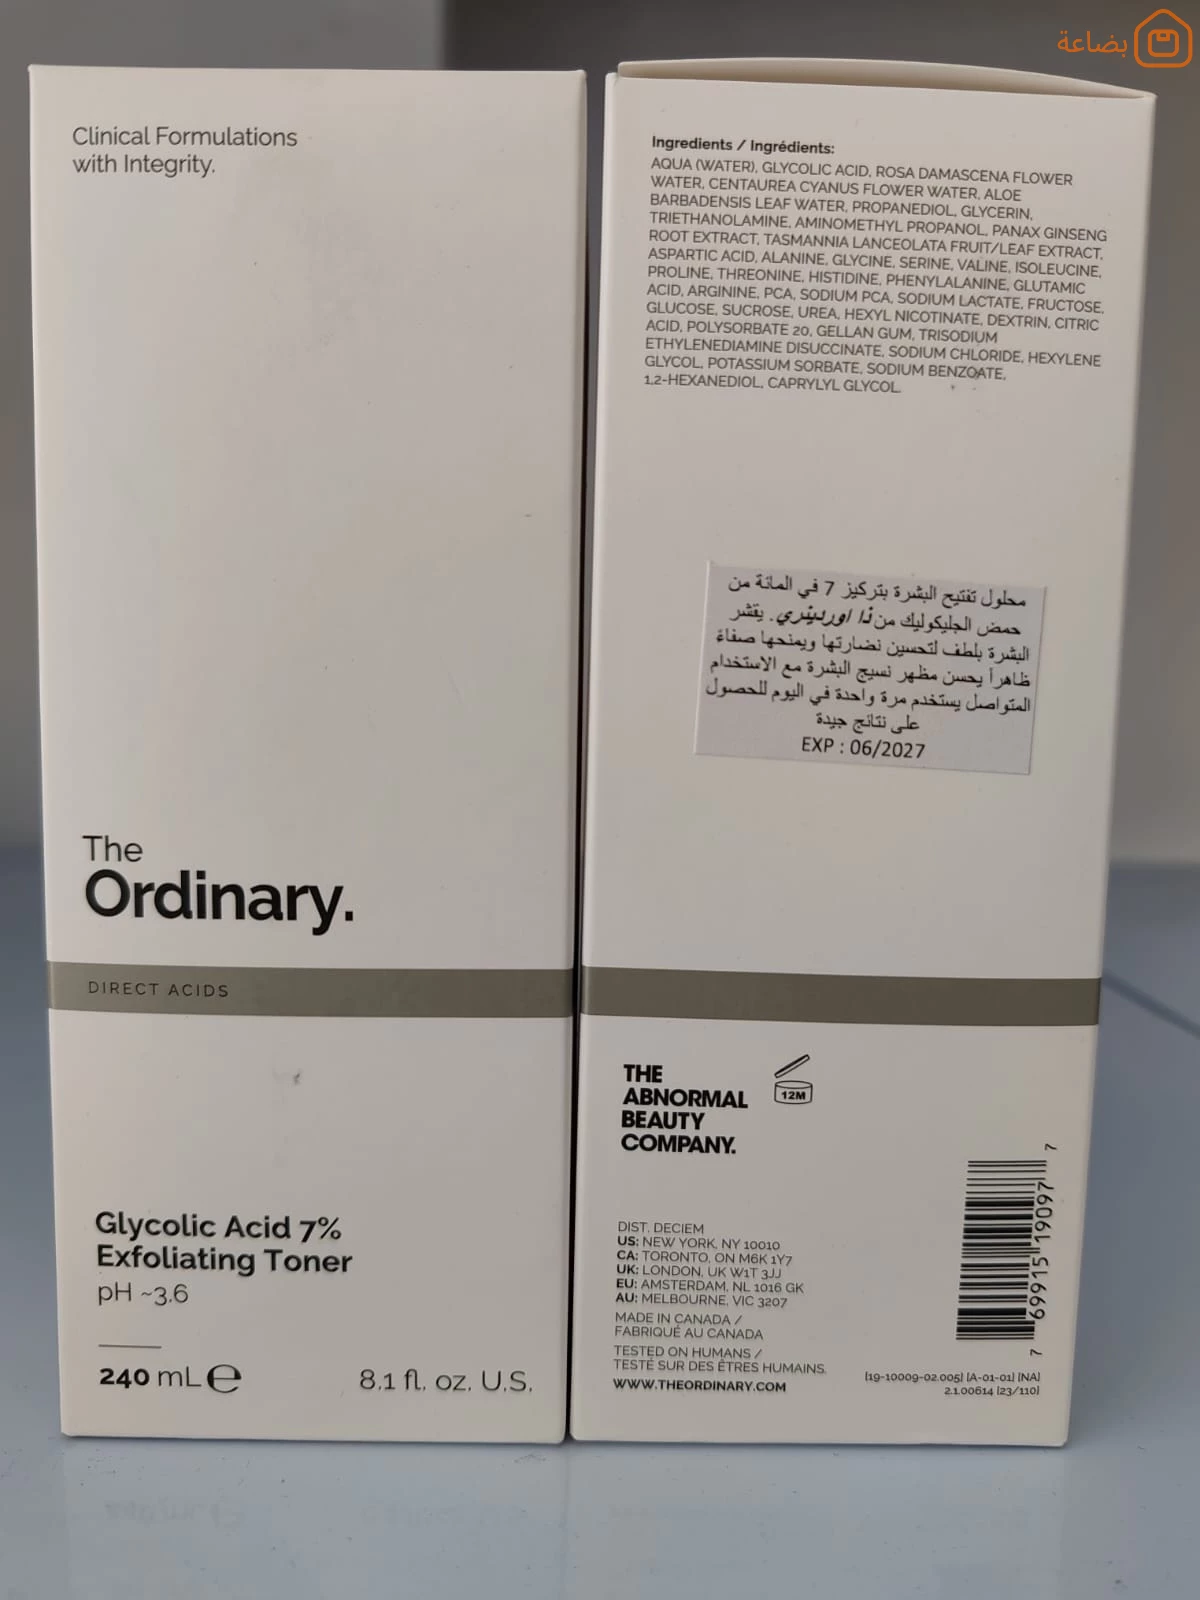 بضاعة
Clinical Formulations
with Integrity.
The
Ordinary.
DIRECT ACIDS
Glycolic Acid 7%
Exfoliating Toner
pH ~3.6
240 mL e
8.1 fl. oz. U.S.
Ingredients / Ingrédients:
AQUA (WATER), GLYCOLIC ACID, ROSA DAMASCENA FLOWER
WATER, CENTAUREA CYANUS FLOWER WATER, ALOE
BARBADENSIS LEAF WATER, PROPANEDIOL, GLYCERIN,
TRIETHANOLAMINE, AMINOMETHYL PROPANOL, PANAX GINSENG
ROOT EXTRACT, TASMANNIA LANCEOLATA FRUIT/LEAF EXTRACT,
ASPARTIC ACID, ALANINE, GLYCINE, SERINE, VALINE, ISOLEUCINE,
PROLINE, THREONINE, HISTIDINE, PHENYLALANINE, GLUTAMIC
ACID, ARGININE, PCA, SODIUM PCA, SODIUM LACTATE, FRUCTOSE,
GLUCOSE, SUCROSE, UREA, HEXYL NICOTINATE, DEXTRIN, CITRIC
ACID, POLYSORBATE 20, GELLAN GUM, TRISODIUM
ETHYLENEDIAMINE DISUCCINATE, SODIUM CHLORIDE, HEXYLENE
GLYCOL, POTASSIUM SORBATE, SODIUM BENZOATE,
1,2-HEXANEDIOL, CAPRYLYL GLYCOL.
محلول تفتيح البشرة بتركيز 7 في المائة من
حمض الجليكوليك من ذا اوردينري. يقشر
البشرة بلطف لتحسين نضارتها ويمنحها صفاءً
ظاهراً يحسن مظهر نسيج البشرة مع الاستخدام
المتواصل يستخدم مرة واحدة في اليوم للحصول
على نتائج جيدة
EXP : 06/2027
THE
ABNORMAL
BEAUTY
COMPANY.
12M
DIST. DECIEM
US: NEW YORK, NY 10010
CA: TORONTO, ON M6K 1Y7
UK: LONDON, UK W1T 3JJ
EU: AMSTERDAM, NL 1016 GK
AU: MELBOURNE, VIC 3207
MADE IN CANADA /
FABRIQUÉ AU CANADA
TESTED ON HUMANS /
TESTÉ SUR DES ÊTRES HUMAINS.
WWW.THEORDINARY.COM
7 69915 19097 7
[19-10009-02.005] [A-01-01] [NA]
2.1.00614 [23/110]